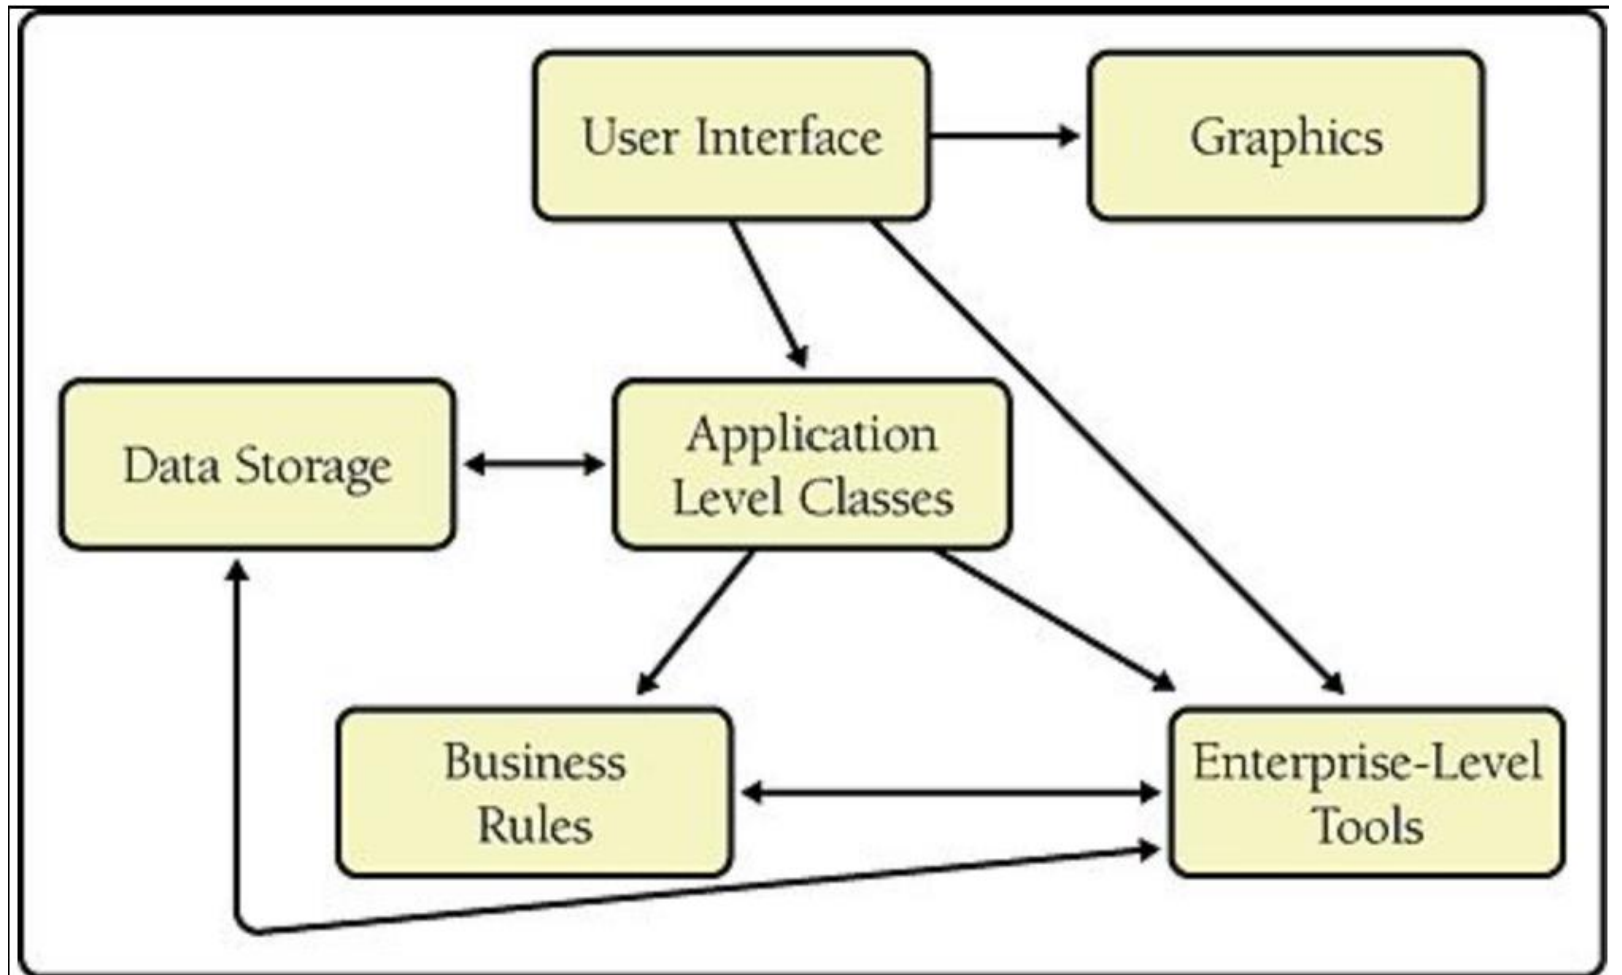 User Interface
Graphics
Data Storage
Application
Level Classes
Business
Rules
Enterprise-Level
Tools